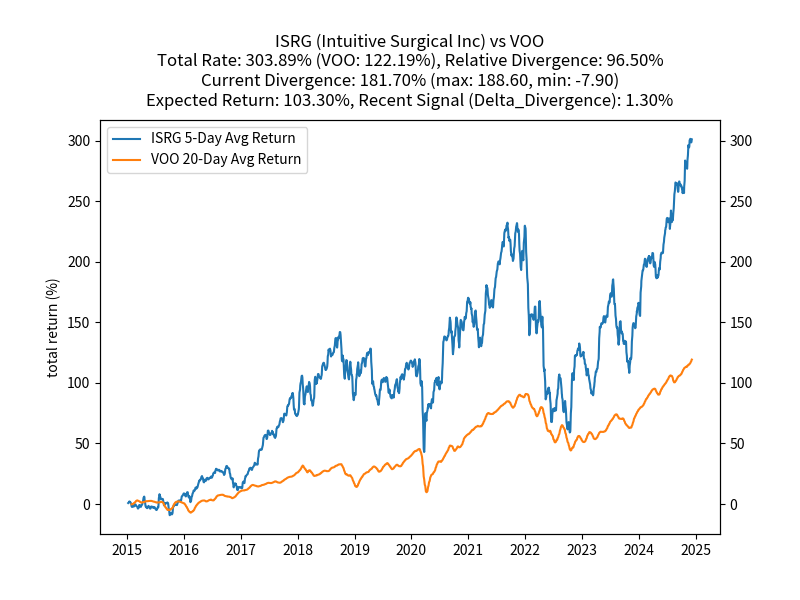 ISRG (Intuitive Surgical Inc) vs VOO
Total Rate: 303.89% (VOO: 122.19%), Relative Divergence: 96.50%
Current Divergence: 181.70% (max: 188.60, min: -7.90)
Expected Return: 103.30%, Recent Signal (Delta_Divergence): 1.30%
ISRG 5-Day Avg Return
VOO 20-Day Avg Return
total return (%)
300
250
200
150
100
50
0
300
250
200
150
100
50
0
2015 2016 2017 2018 2019 2020 2021 2022 2023 2024 2025